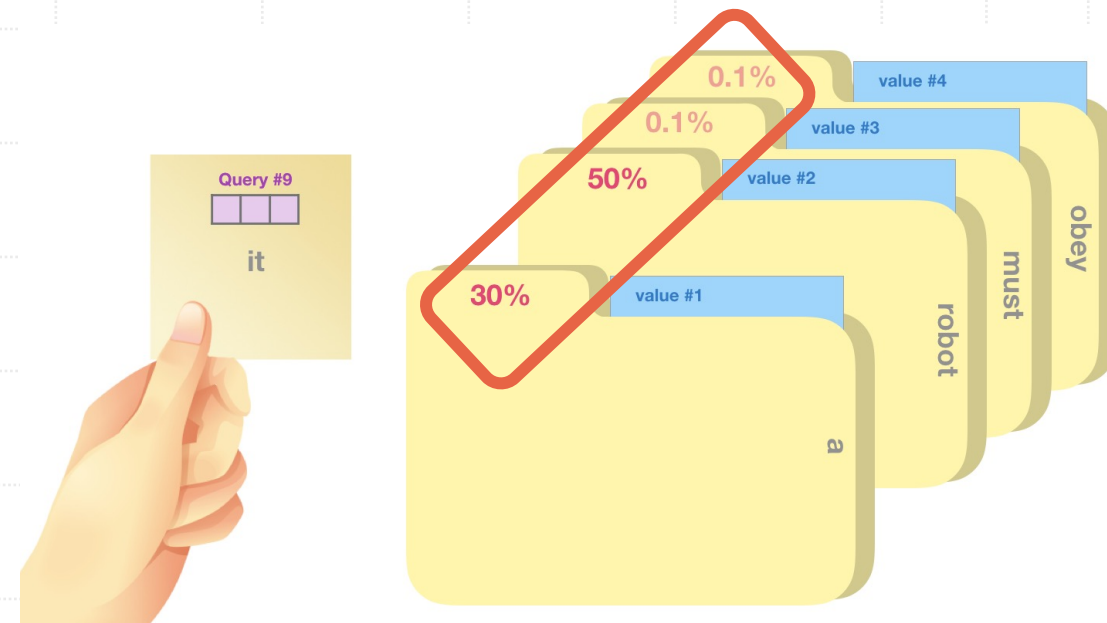 Query #9
it
0.1%
value #4
0.1%
value #3
50%
value #2
30%
value #1
obey
must
robot
a